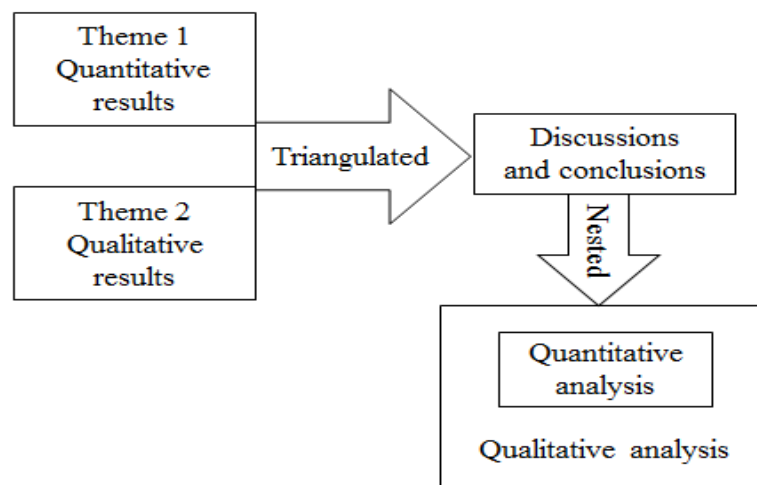 Theme 1
Quantitative
results
Triangulated
Theme 2
Qualitative
results
Discussions
and conclusions
Nested
Quantitative
analysis
Qualitative analysis